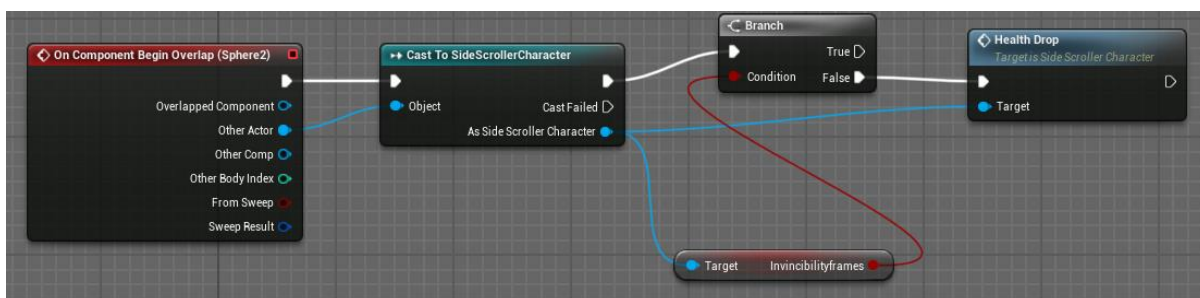 On Component Begin Overlap (Sphere2)
Overlapped Component
Other Actor
Other Comp
Other Body Index
From Sweep
Sweep Result
Cast To SideScrollerCharacter
Object
Cast Failed
As Side Scroller Character
Branch
True
Condition
False
Health Drop
Target is Side Scroller Character
Target
Target
Invincibilityframes